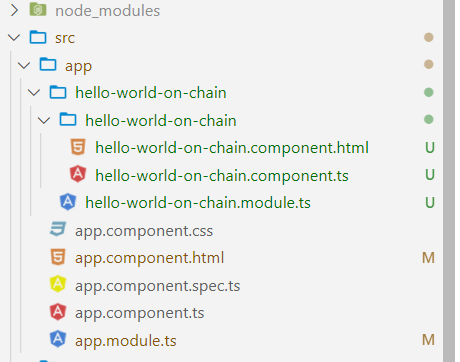 node_modules
src
app
hello-world-on-chain
hello-world-on-chain
hello-world-on-chain.component.html U
hello-world-on-chain.component.ts U
hello-world-on-chain.module.ts U
app.component.css
app.component.html M
app.component.spec.ts
app.component.ts
app.module.ts M